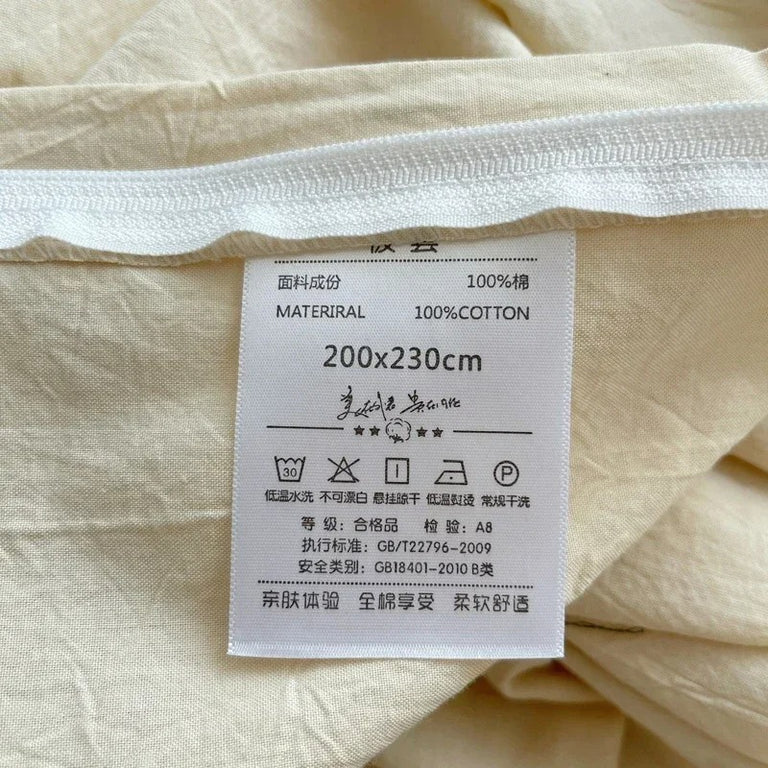 面料成份 100%棉
MATERIRAL 100%COTTON
200x230cm
30 P
低温水洗 不可漂白 悬挂晾干 低温熨烫 常规干洗
等 级：合格品 检 验：A8
执行标准：GB/T22796-2009
安全类别：GB18401-2010 B类
亲肤体验 全棉享受 柔软舒适